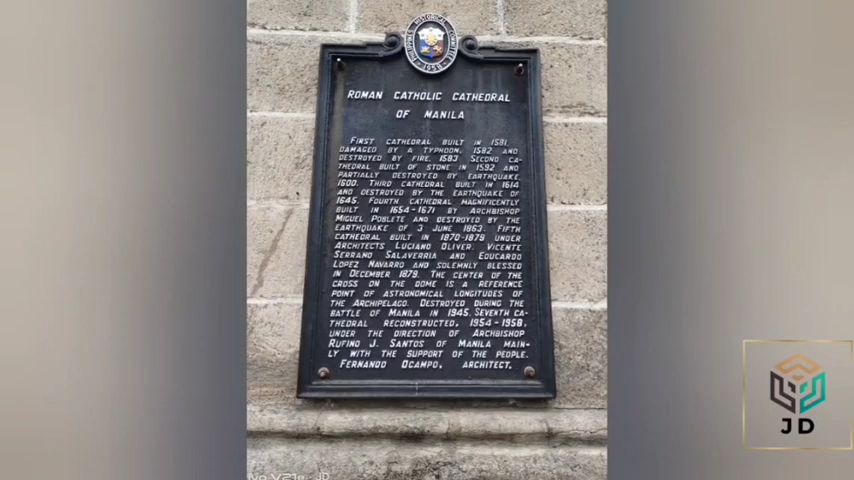 PHILIPPINES HISTORICAL COMMITTEE
1958
ROMAN CATHOLIC CATHEDRAL
OF MANILA
FIRST CATHEDRAL BUILT IN 1581,
DAMAGED BY A TYPHOON, 1582 AND
DESTROYED BY FIRE, 1583 SECOND CA-
THEDRAL BUILT OF STONE IN 1592 AND
PARTIALLY DESTROYED BY EARTHQUAKE,
1600. THIRD CATHEDRAL BUILT IN 1614
AND DESTROYED BY THE EARTHQUAKE OF
1645. FOURTH CATHEDRAL MAGNIFICENTLY
BUILT IN 1654-1671 BY ARCHBISHOP
MIGUEL POBLETE AND DESTROYED BY THE
EARTHQUAKE OF 3 JUNE 1863. FIFTH
CATHEDRAL BUILT IN 1870-1879 UNDER
ARCHITECTS LUCIANO OLIVER, VICENTE
SERRANO SALAVERRIA AND EDUCARDO
LOPEZ NAVARRO AND SOLEMNLY BLESSED
IN DECEMBER 1879. THE CENTER OF THE
CROSS ON THE DOME IS A REFERENCE
POINT OF ASTRONOMICAL LONGITUDES OF
THE ARCHIPELAGO. DESTROYED DURING THE
BATTLE OF MANILA IN 1945. SEVENTH CA-
THEDRAL RECONSTRUCTED, 1954-1958,
UNDER THE DIRECTION OF ARCHBISHOP
RUFINO J. SANTOS OF MANILA MAIN-
LY WITH THE SUPPORT OF THE PEOPLE.
FERNANDO OCAMPO, ARCHITECT.
JD
JD